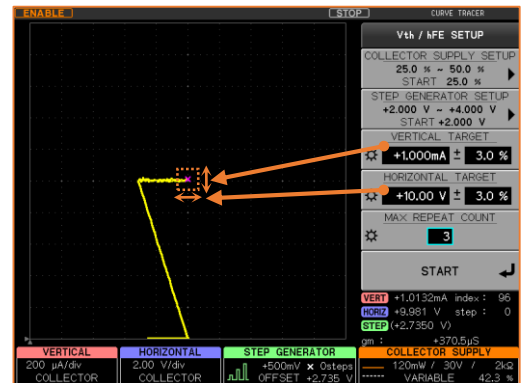 ENABLE
STOP
CURVE TRACER
Vth / hFE SETUP
COLLECTOR SUPPLY SETUP
25.0 % ~ 50.0 %
START 25.0 %
STEP GENERATOR SETUP
+2.000 V ~ +4.000 V
START +2.000 V
VERTICAL TARGET
+1.000mA ± 3.0 %
HORIZONTAL TARGET
+10.00 V ± 3.0 %
MAX REPEAT COUNT
3
START
VERT +1.0132mA index: 96
HORIZ +9.981 V step: 0
STEP (+2.7350 V)
gm : +370.5µS
VERTICAL
200 µA/div
COLLECTOR
HORIZONTAL
2.00 V/div
COLLECTOR
STEP GENERATOR
+500mV × 0steps
OFFSET +2.735 V
COLLECTOR SUPPLY
120mW/ 30V / 2kΩ
VARIABLE 42.3 %